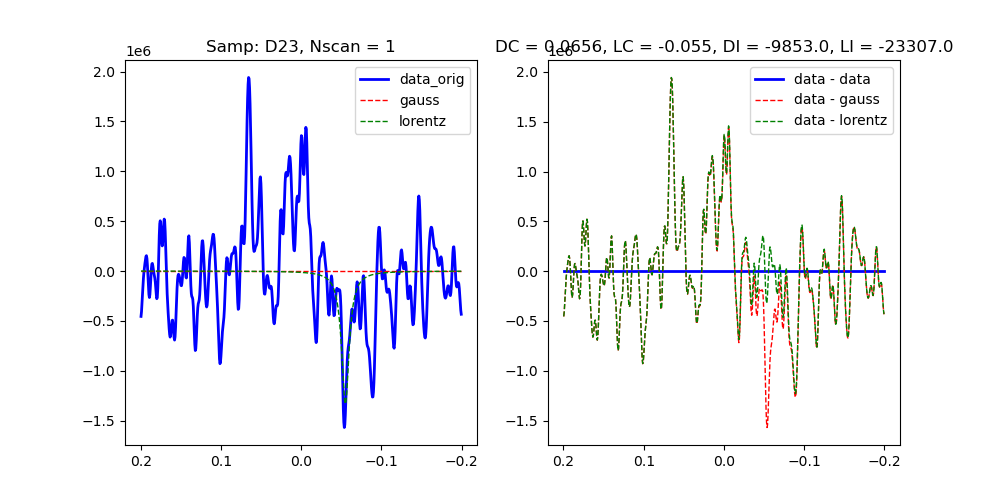 Samp: D23, Nscan = 1
1e6
data_orig
gauss
lorentz
2.0
1.5
1.0
0.5
0.0
−0.5
−1.0
−1.5
0.2 0.1 0.0 −0.1 −0.2
DC = 0.0656, LC = -0.055, DI = -9853.0, LI = -23307.0
1e6
data - data
data - gauss
data - lorentz
2.0
1.5
1.0
0.5
0.0
−0.5
−1.0
−1.5
0.2 0.1 0.0 −0.1 −0.2